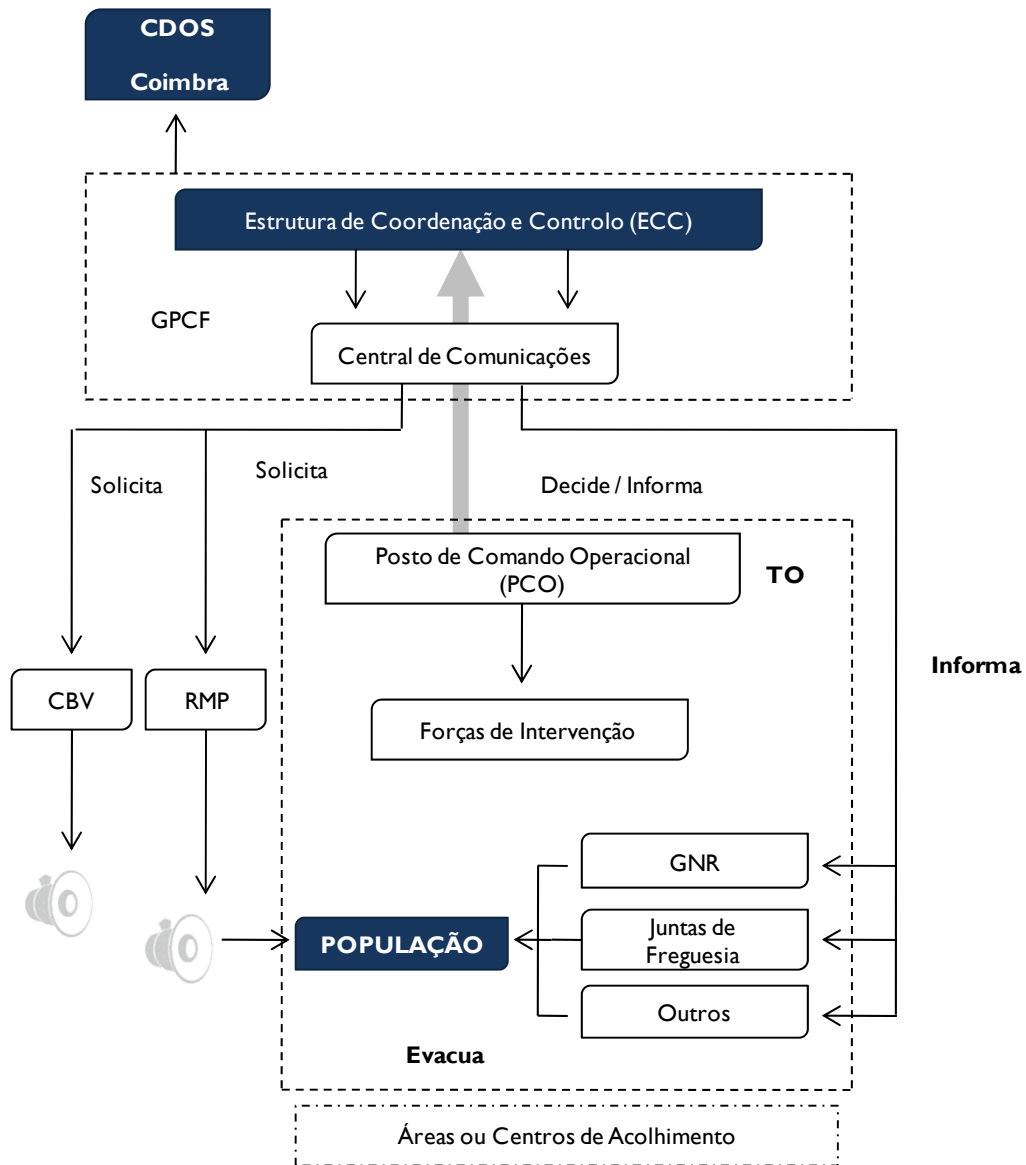 CDOS
Coimbra
Estrutura de Coordenação e Controlo (ECC)
GPCF
Central de Comunicações
Solicita
Solicita
Decide / Informa
Posto de Comando Operacional
(PCO)
TO
Informa
CBV
RMP
Forças de Intervenção
GNR
POPULAÇÃO
Juntas de
Freguesia
Outros
Evacua
Áreas ou Centros de Acolhimento